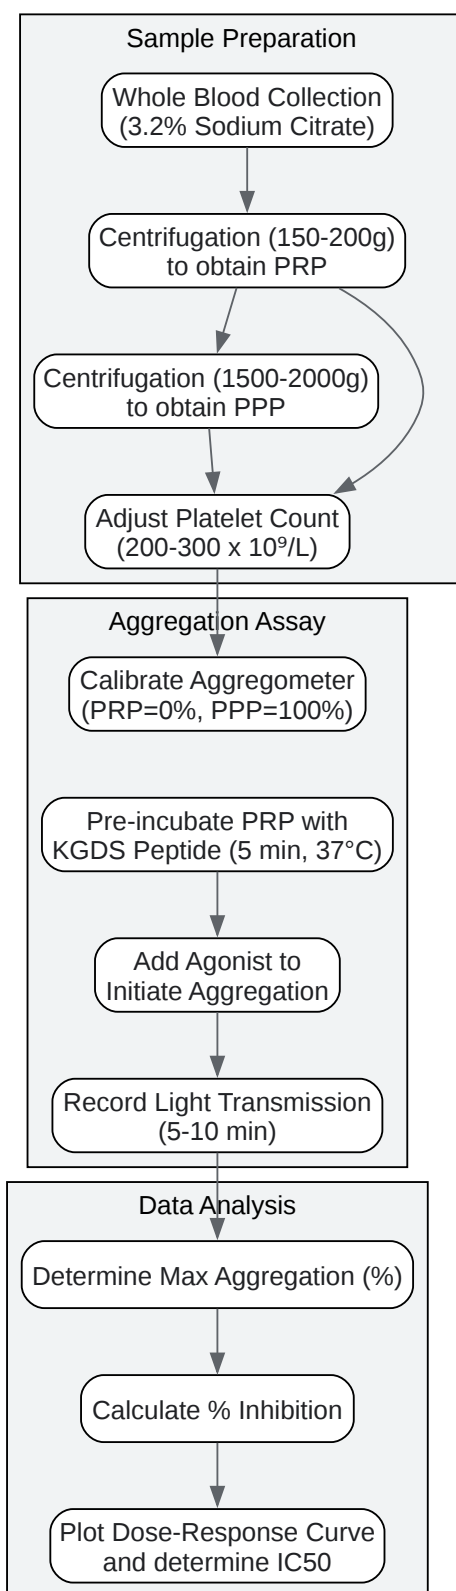 Sample Preparation
Whole Blood Collection
(3.2% Sodium Citrate)
Centrifugation (150-200g)
to obtain PRP
Centrifugation (1500-2000g)
to obtain PPP
Adjust Platelet Count
(200-300 x 10⁹/L)
Aggregation Assay
Calibrate Aggregometer
(PRP=0%, PPP=100%)
Pre-incubate PRP with
KGDS Peptide (5 min, 37°C)
Add Agonist to
Initiate Aggregation
Record Light Transmission
(5-10 min)
Data Analysis
Determine Max Aggregation (%)
Calculate % Inhibition
Plot Dose-Response Curve
and determine IC50